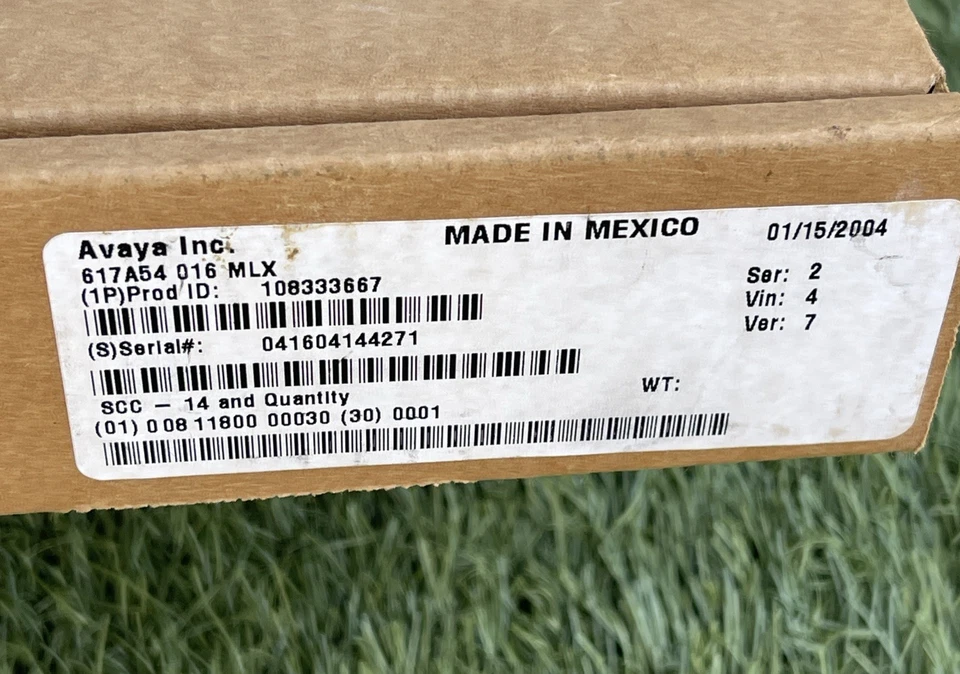 Avaya Inc.
MADE IN MEXICO
01/15/2004
617A54 016 MLX
(1P)Prod ID: 108333667
Ser: 2
Vin: 4
Ver: 7
(S)Serial#: 041604144271
WT:
SCC - 14 and Quantity
(01) 0 08 11800 00030 (30) 0001